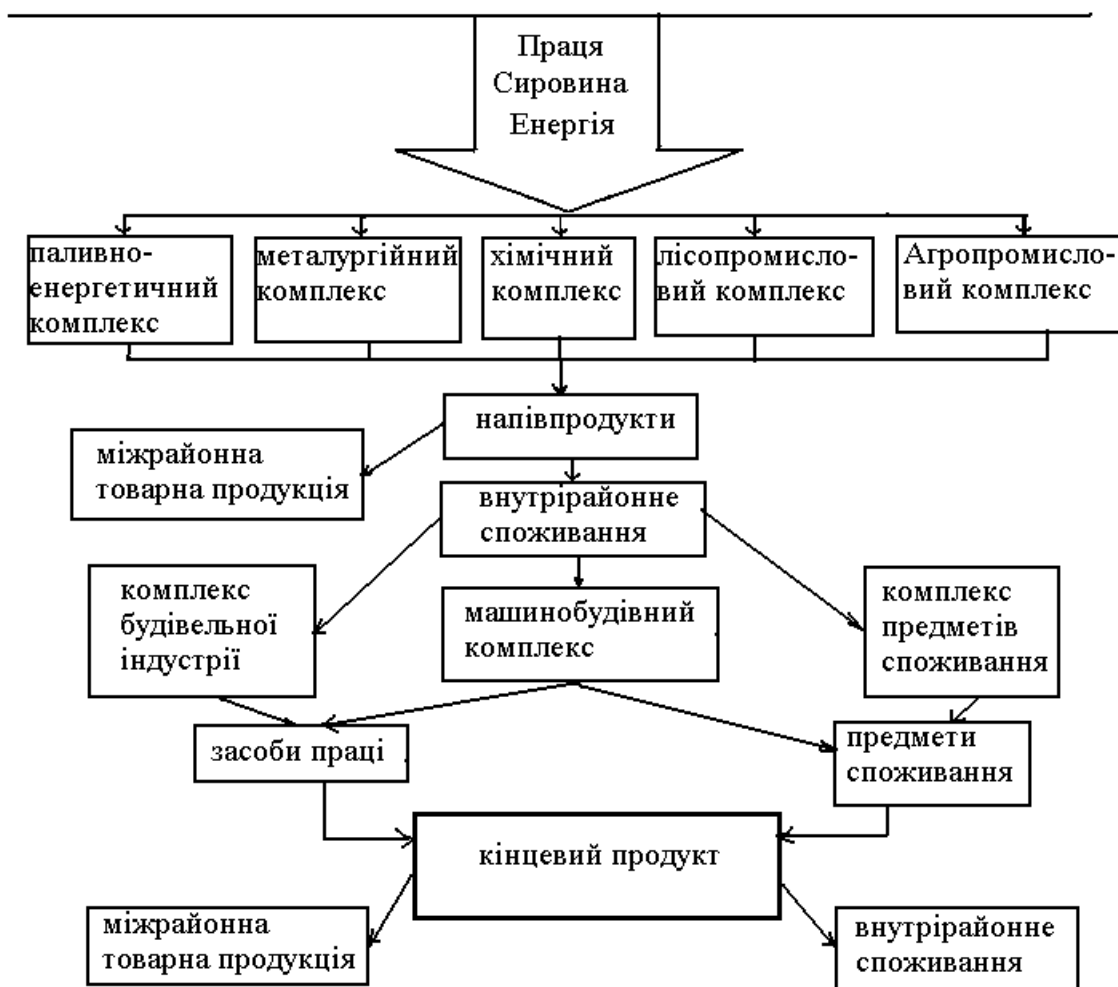 Праця
Сировина
Енергія
паливно-
енергетичний
комплекс
металургійний
комплекс
хімічний
комплекс
лісопромисло-
вий комплекс
Агропромисло-
вий комплекс
напівпродукти
міжрайонна
товарна продукція
внутрірайонне
споживання
комплекс
будівельної
індустрії
машинобудівний
комплекс
комплекс
предметів
споживання
засоби праці
предмети
споживання
кінцевий продукт
міжрайонна
товарна продукція
внутрірайонне
споживання